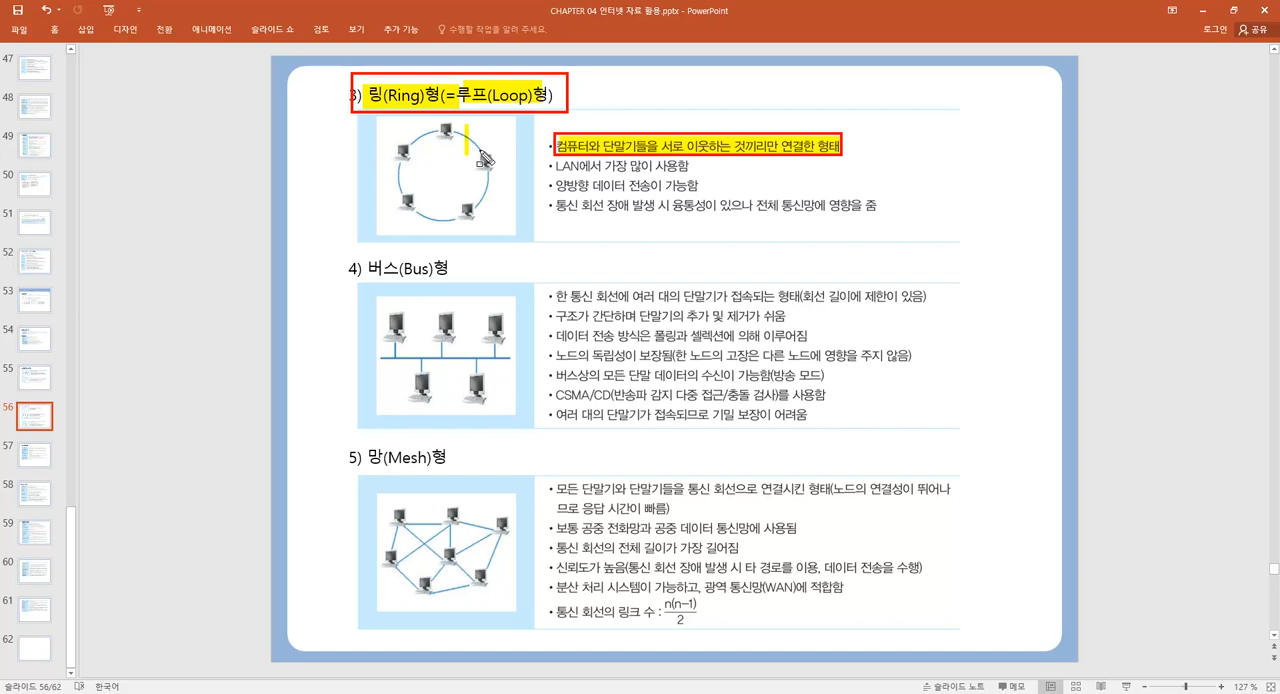 CHAPTER 04 인터넷 자료 활용.pptx - PowerPoint
파일 홈 삽입 디자인 전환 애니메이션 슬라이드 쇼 검토 보기 추가 기능 수행할 작업을 알려 주세요. 로그인 공유
47
48
49
50
51
52
53
54
55
56
57
58
59
60
61
62
3) 링(Ring)형(=루프(Loop)형)
• 컴퓨터와 단말기들을 서로 이웃하는 것끼리만 연결한 형태
• LAN에서 가장 많이 사용함
• 양방향 데이터 전송이 가능함
• 통신 회선 장애 발생 시 융통성이 있으나 전체 통신망에 영향을 줌
4) 버스(Bus)형
• 한 통신 회선에 여러 대의 단말기가 접속되는 형태(회선 길이에 제한이 있음)
• 구조가 간단하며 단말기의 추가 및 제거가 쉬움
• 데이터 전송 방식은 폴링과 셀렉션에 의해 이루어짐
• 노드의 독립성이 보장됨(한 노드의 고장은 다른 노드에 영향을 주지 않음)
• 버스상의 모든 단말 데이터의 수신이 가능함(방송 모드)
• CSMA/CD(반송파 감지 다중 접근/충돌 검사)를 사용함
• 여러 대의 단말기가 접속되므로 기밀 보장이 어려움
5) 망(Mesh)형
• 모든 단말기와 단말기들을 통신 회선으로 연결시킨 형태(노드의 연결성이 뛰어나
므로 응답 시간이 빠름)
• 보통 공중 전화망과 공중 데이터 통신망에 사용됨
• 통신 회선의 전체 길이가 가장 길어짐
• 신뢰도가 높음(통신 회선 장애 발생 시 타 경로를 이용, 데이터 전송을 수행)
• 분산 처리 시스템이 가능하고, 광역 통신망(WAN)에 적합함
• 통신 회선의 링크 수 : n(n-1)/2
슬라이드 56/62 한국어 슬라이드 노트 메모 127 %